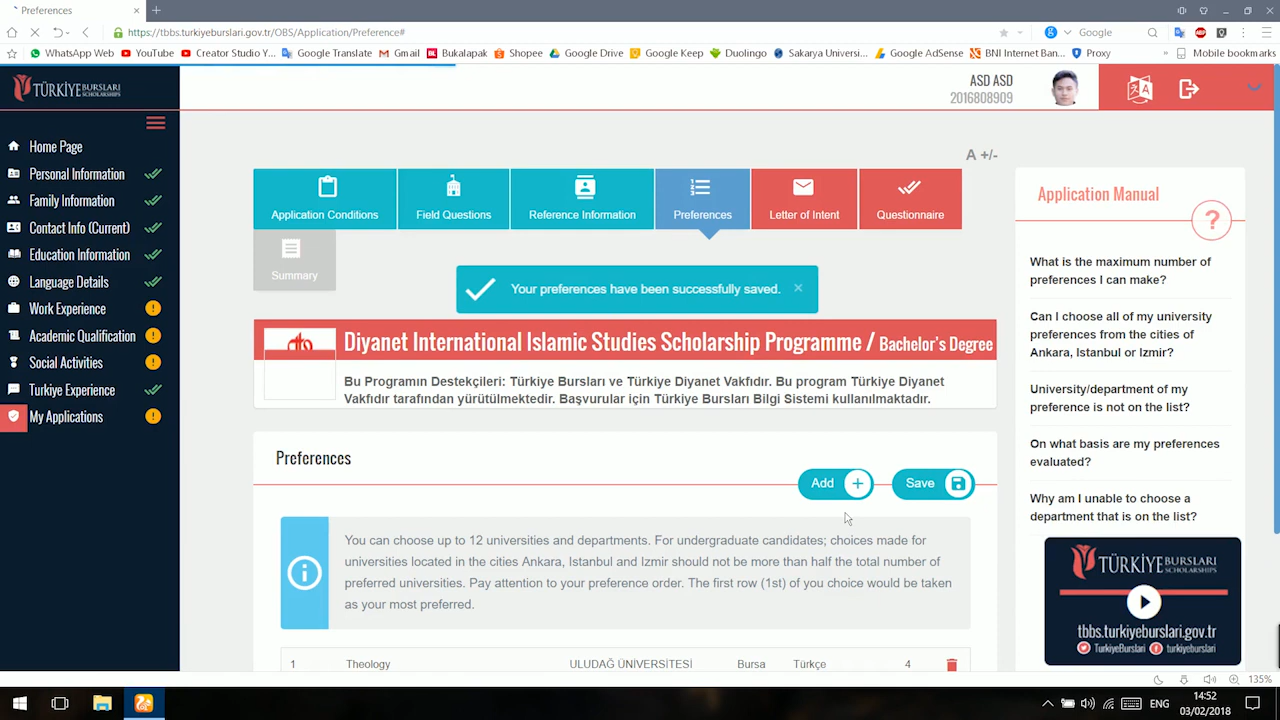 Preferences
https://tbbs.turkiyeburslari.gov.tr/OBS/Application/Preference#
Google
WhatsApp Web YouTube Creator Studio Y... Google Translate Gmail Bukalapak Shopee Google Drive Google Keep Duolingo Sakarya Universi... Google AdSense BNI Internet Ban... Proxy » Mobile bookmarks
TÜRKİYE BURSLARI
SCHOLARSHIPS
ASD ASD
2016808909
Home Page
Personal Information
Family Information
Contact Info (Current)
Education Information
Language Details
Work Experience
Academic Qualification
Social Activities
Turkiye Experience
My Applications
A +/-
Application Conditions
Field Questions
Reference Information
Preferences
Letter of Intent
Questionnaire
Summary
Your preferences have been successfully saved. ×
Diyanet International Islamic Studies Scholarship Programme / Bachelor's Degree
Bu Programın Destekçileri: Türkiye Bursları ve Türkiye Diyanet Vakfıdır. Bu program Türkiye Diyanet
Vakfıdır tarafından yürütülmektedir. Başvurular için Türkiye Bursları Bilgi Sistemi kullanılmaktadır.
Preferences
Add +
Save
You can choose up to 12 universities and departments. For undergraduate candidates; choices made for
universities located in the cities Ankara, Istanbul and Izmir should not be more than half the total number of
preferred universities. Pay attention to your preference order. The first row (1st) of you choice would be taken
as your most preferred.
1 Theology ULUDAĞ ÜNİVERSİTESİ Bursa Türkçe 4
Application Manual
?
What is the maximum number of
preferences I can make?
Can I choose all of my university
preferences from the cities of
Ankara, Istanbul or Izmir?
University/department of my
preference is not on the list?
On what basis are my preferences
evaluated?
Why am I unable to choose a
department that is on the list?
TÜRKİYE BURSLARI
SCHOLARSHIPS
tbbs.turkiyeburslari.gov.tr
TurkiyeBurslari turkiyeburslari
135%
ENG
14:52
03/02/2018